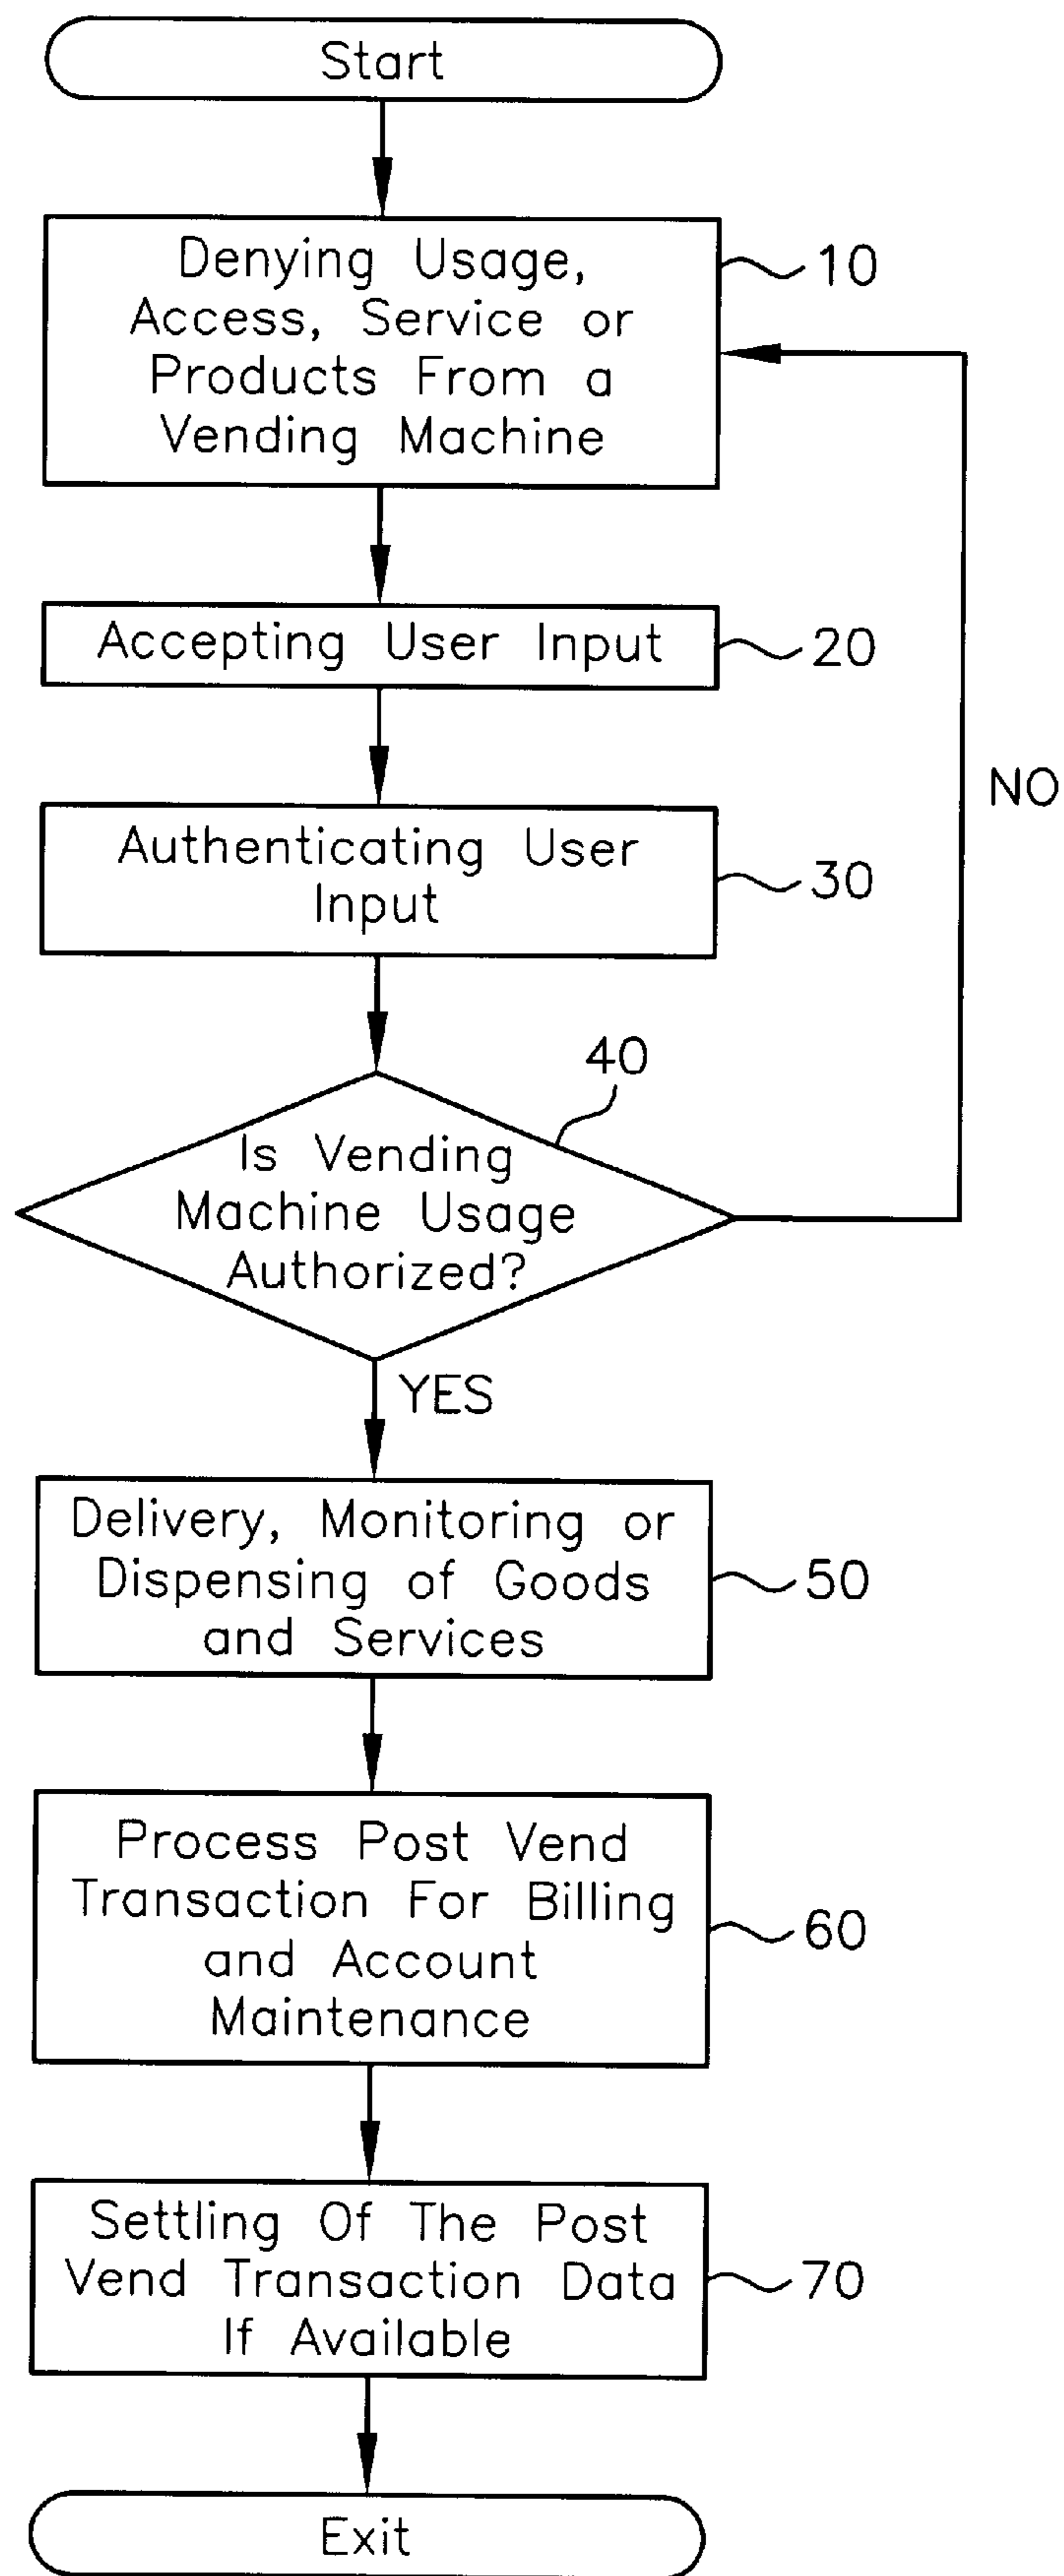 Start
Denying Usage,
Access, Service or
Products From a
Vending Machine
10
Accepting User Input
20
Authenticating User
Input
30
NO
40
Is Vending
Machine Usage
Authorized?
YES
Delivery, Monitoring or
Dispensing of Goods
and Services
50
Process Post Vend
Transaction For Billing
and Account
Maintenance
60
Settling Of The Post
Vend Transaction Data
If Available
70
Exit